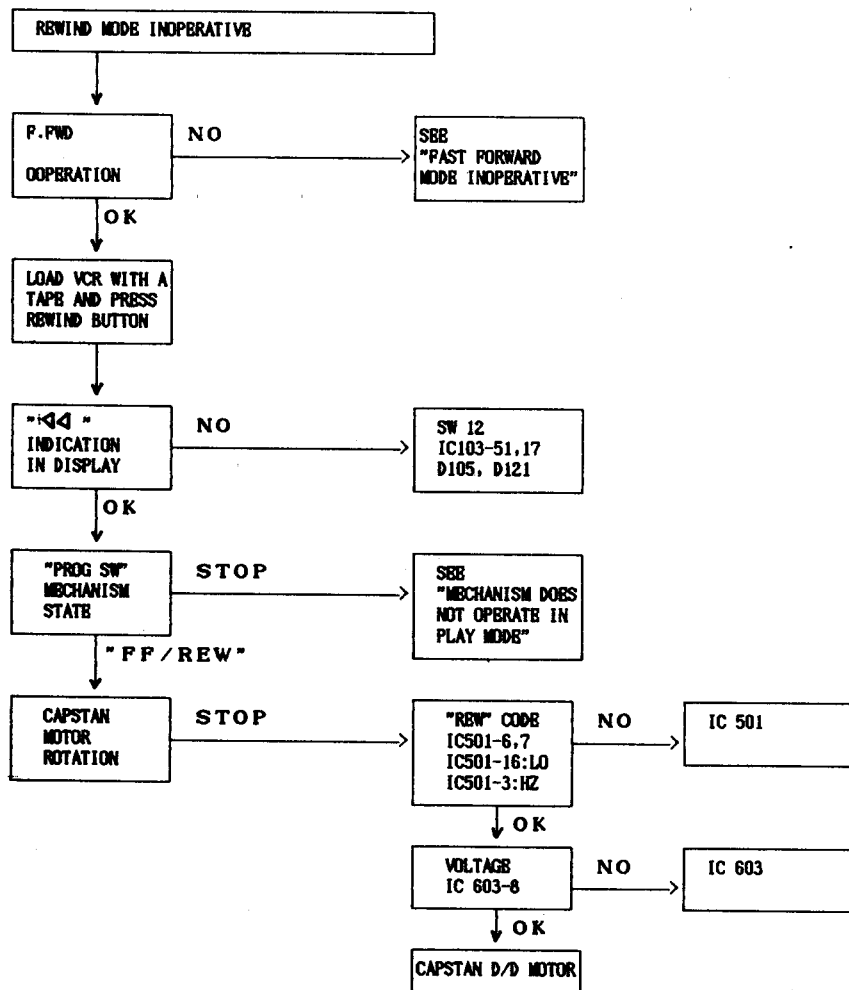 REWIND MODE INOPERATIVE
F.FWD
OOPERATION
NO
SEE
"FAST FORWARD
MODE INOPERATIVE"
OK
LOAD VCR WITH A
TAPE AND PRESS
REWIND BUTTON
"◁◁ "
INDICATION
IN DISPLAY
NO
SW 12
IC103-51,17
D105, D121
OK
"PROG SW"
MECHANISM
STATE
STOP
SEE
"MECHANISM DOES
NOT OPERATE IN
PLAY MODE"
"FF/REW"
CAPSTAN
MOTOR
ROTATION
STOP
"REW" CODE
IC501-6,7
IC501-16:LO
IC501-3:HZ
NO
IC 501
OK
VOLTAGE
IC 603-8
NO
IC 603
OK
CAPSTAN D/D MOTOR